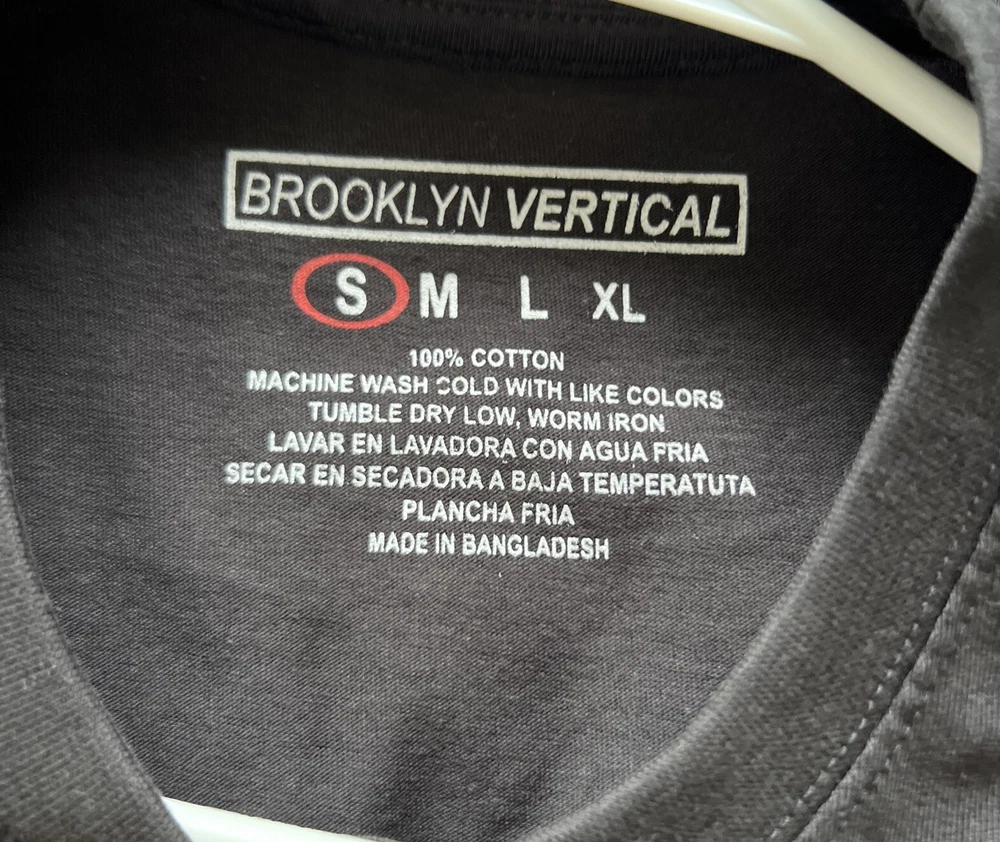 BROOKLYN VERTICAL
S M L XL
100% COTTON
MACHINE WASH COLD WITH LIKE COLORS
TUMBLE DRY LOW, WORM IRON
LAVAR EN LAVADORA CON AGUA FRIA
SECAR EN SECADORA A BAJA TEMPERATUTA
PLANCHA FRIA
MADE IN BANGLADESH